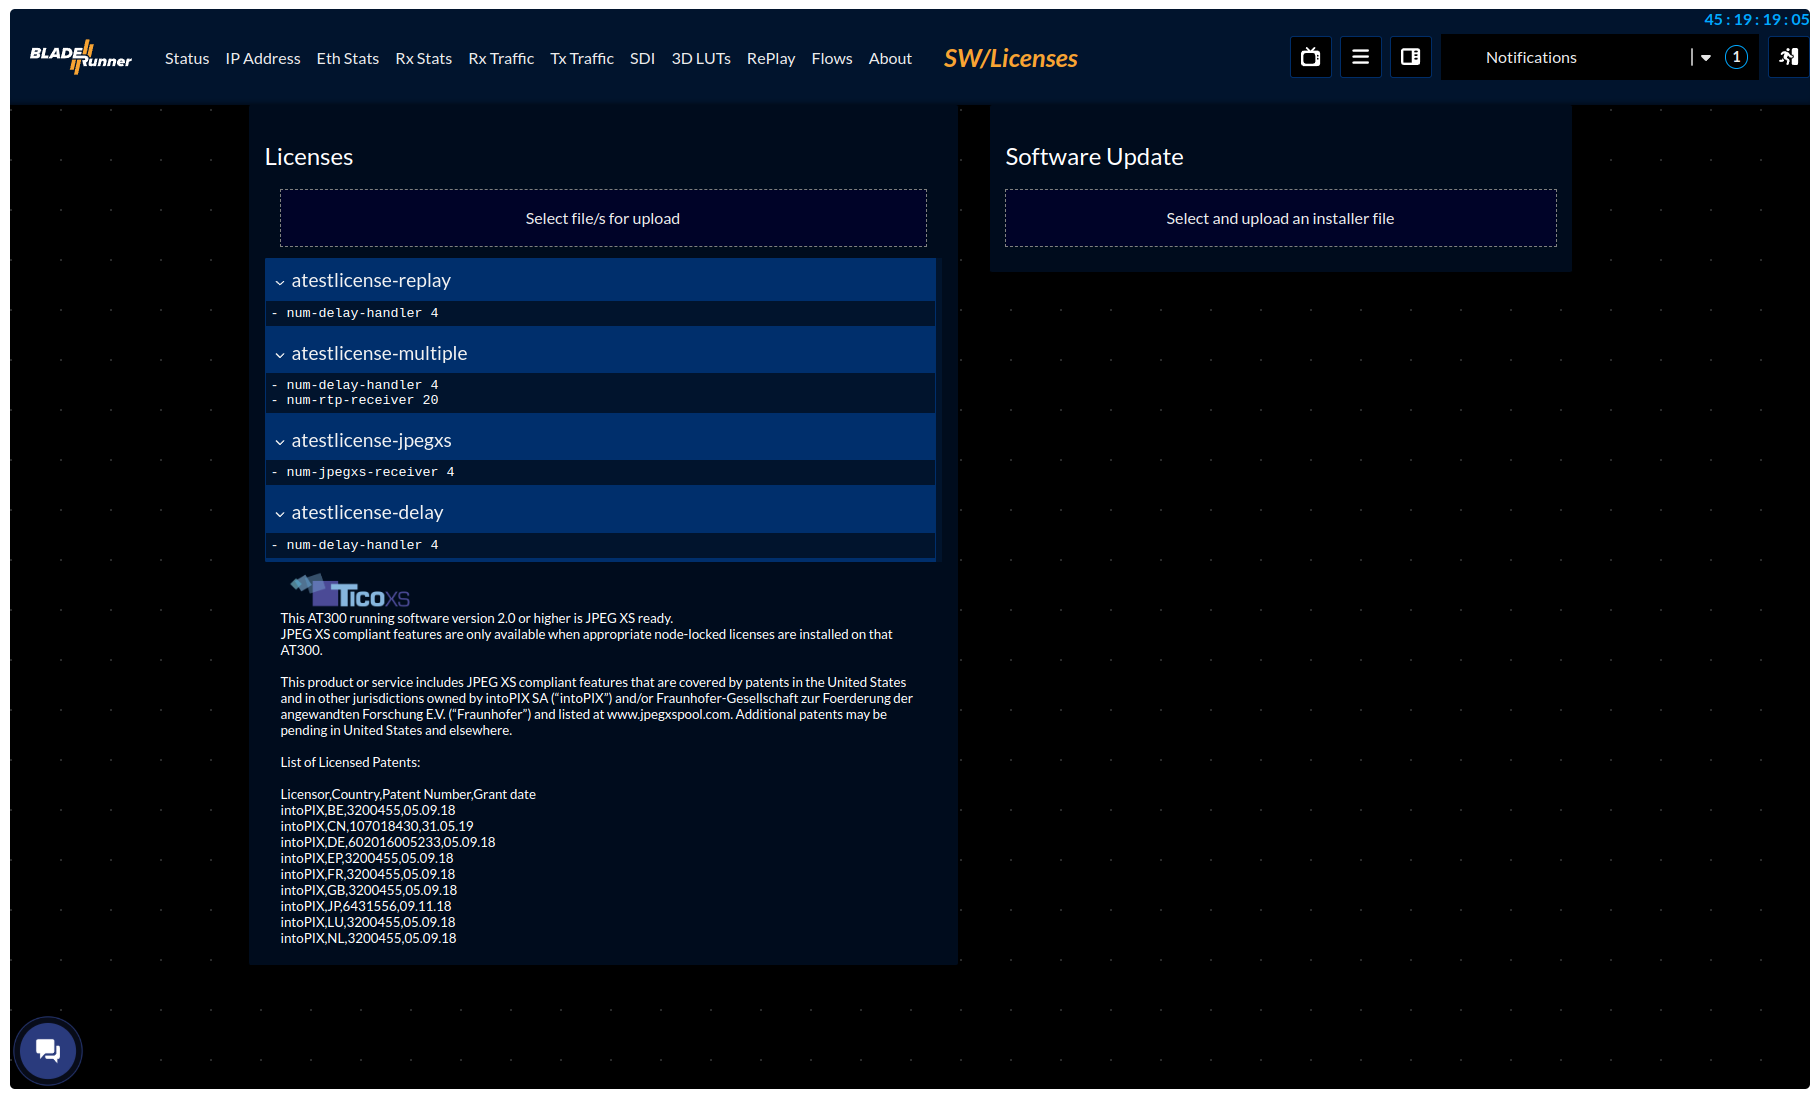 45 : 19 : 19 : 05
BLADE Runner
Status IP Address Eth Stats Rx Stats Rx Traffic Tx Traffic SDI 3D LUTs RePlay Flows About SW/Licenses Notifications 1
Licenses
Select file/s for upload
atestlicense-replay
- num-delay-handler 4
atestlicense-multiple
- num-delay-handler 4
- num-rtp-receiver 20
atestlicense-jpegxs
- num-jpegxs-receiver 4
atestlicense-delay
- num-delay-handler 4
TICOXS
This AT300 running software version 2.0 or higher is JPEG XS ready.
JPEG XS compliant features are only available when appropriate node-locked licenses are installed on that
AT300.
This product or service includes JPEG XS compliant features that are covered by patents in the United States
and in other jurisdictions owned by intoPIX SA (“intoPIX”) and/or Fraunhofer-Gesellschaft zur Foerderung der
angewandten Forschung E.V. (“Fraunhofer”) and listed at www.jpegxspool.com. Additional patents may be
pending in United States and elsewhere.
List of Licensed Patents:
Licensor,Country,Patent Number,Grant date
intoPIX,BE,3200455,05.09.18
intoPIX,CN,107018430,31.05.19
intoPIX,DE,602016005233,05.09.18
intoPIX,EP,3200455,05.09.18
intoPIX,FR,3200455,05.09.18
intoPIX,GB,3200455,05.09.18
intoPIX,JP,6431556,09.11.18
intoPIX,LU,3200455,05.09.18
intoPIX,NL,3200455,05.09.18
Software Update
Select and upload an installer file